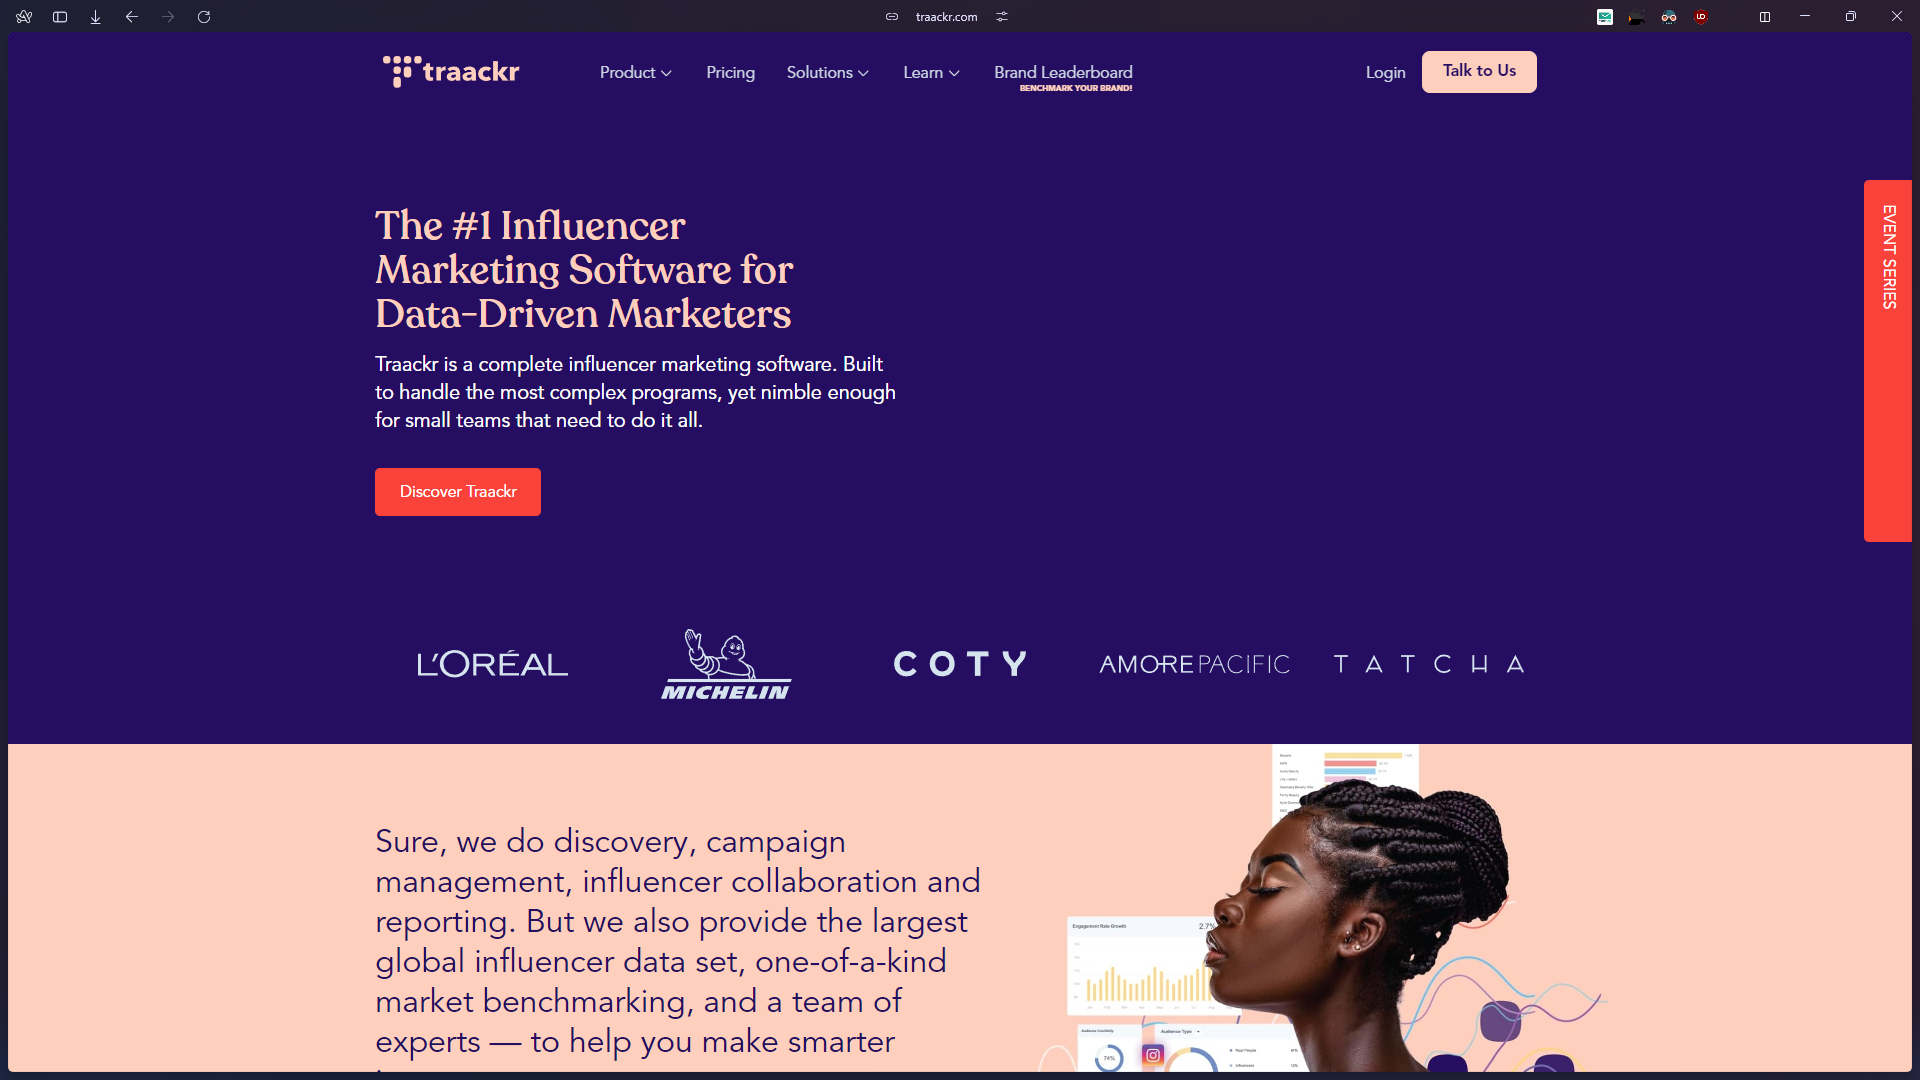 traackr.com
traackr
Product
Pricing
Solutions
Learn
Brand Leaderboard
BENCHMARK YOUR BRAND!
Login
Talk to Us
EVENT SERIES
The #1 Influencer
Marketing Software for
Data-Driven Marketers
Traackr is a complete influencer marketing software. Built
to handle the most complex programs, yet nimble enough
for small teams that need to do it all.
Discover Traackr
L'ORÉAL
MICHELIN
COTY
AMOREPACIFIC
TATCHA
Sure, we do discovery, campaign
management, influencer collaboration and
reporting. But we also provide the largest
global influencer data set, one-of-a-kind
market benchmarking, and a team of
experts — to help you make smarter
Engagement Rate Growth
2.7%
Audience Credibility
74%
Audience Type
Real People
Influencers